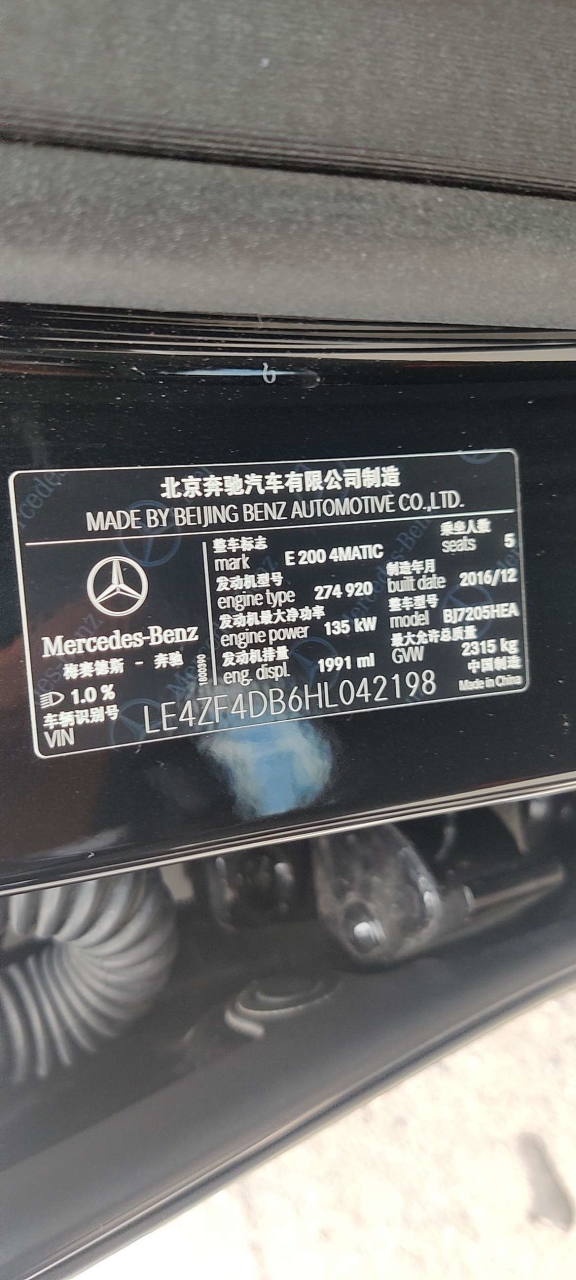 北京奔驰汽车有限公司制造
MADE BY BEIJING BENZ AUTOMOTIVE CO.,LTD.
Mercedes-Benz
梅赛德斯 - 奔驰
1.0 %
整车标志
mark E 200 4MATIC
乘坐人数
seats 5
发动机型号
engine type 274 920
制造年月
built date 2016/12
发动机最大净功率
engine power 135 kW
整车型号
model BJ7205HEA
发动机排量
eng. displ. 1991 ml
最大允许总质量
GVW 2315 kg
中国制造
Made in China
车辆识别号
VIN LE4ZF4DB6HL042198